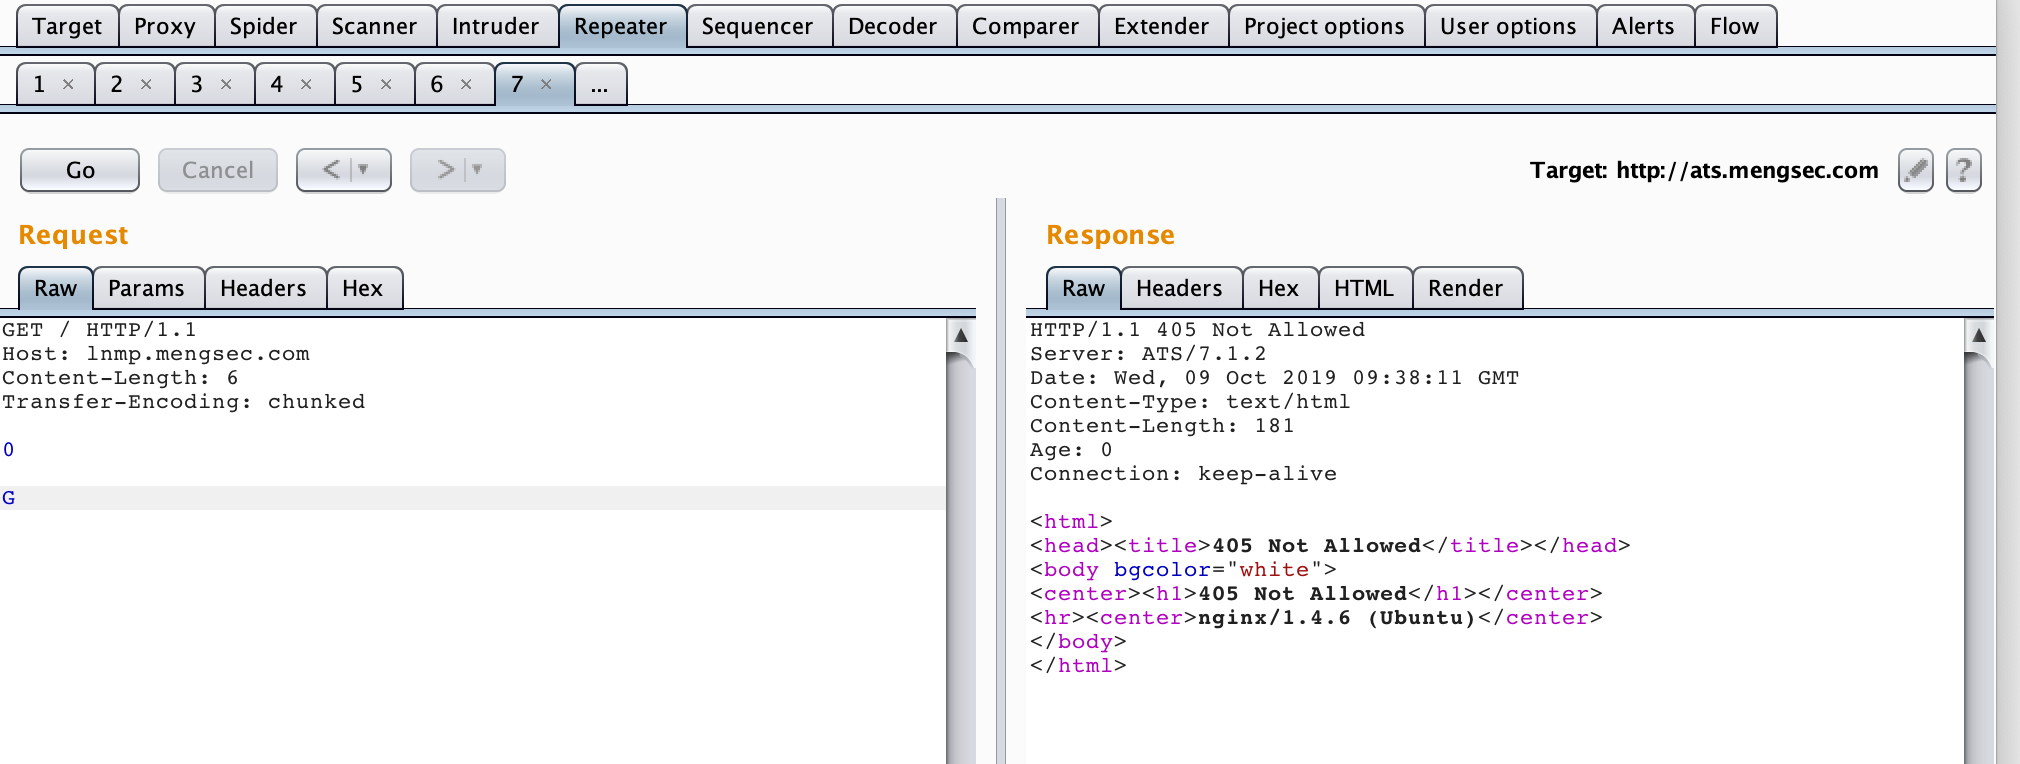 Target Proxy Spider Scanner Intruder Repeater Sequencer Decoder Comparer Extender Project options User options Alerts Flow
1 × 2 × 3 × 4 × 5 × 6 × 7 × ...
Go Cancel < ▼ > ▼ Target: http://ats.mengsec.com ?
Request
Raw Params Headers Hex
GET / HTTP/1.1
Host: lnmp.mengsec.com
Content-Length: 6
Transfer-Encoding: chunked
0
G
Response
Raw Headers Hex HTML Render
HTTP/1.1 405 Not Allowed
Server: ATS/7.1.2
Date: Wed, 09 Oct 2019 09:38:11 GMT
Content-Type: text/html
Content-Length: 181
Age: 0
Connection: keep-alive
<html>
<head><title>405 Not Allowed</title></head>
<body bgcolor="white">
<center><h1>405 Not Allowed</h1></center>
<hr><center>nginx/1.4.6 (Ubuntu)</center>
</body>
</html>